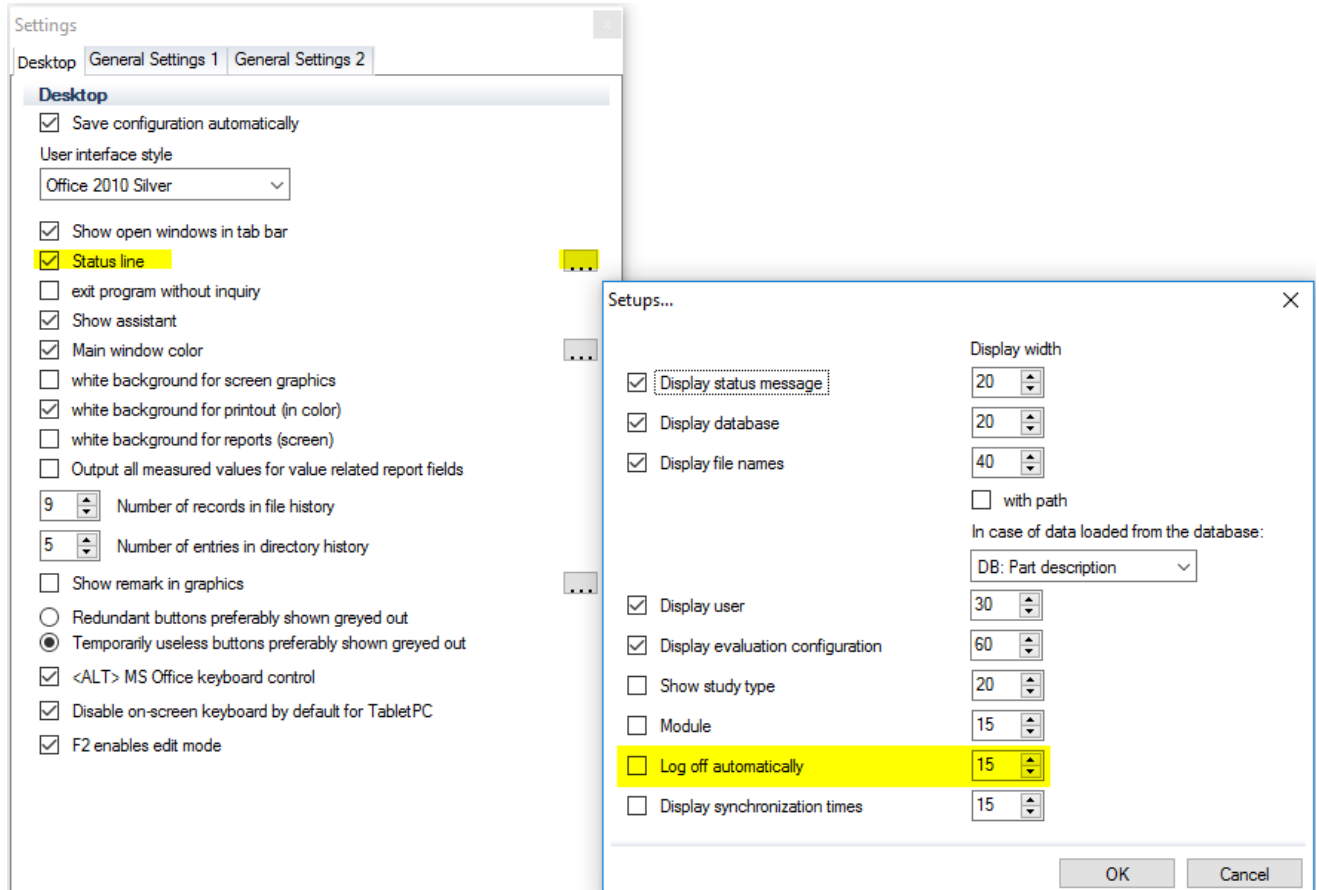 Settings
x
Desktop General Settings 1 General Settings 2
Desktop
Save configuration automatically
User interface style
Office 2010 Silver
Show open windows in tab bar
Status line ...
exit program without inquiry
Show assistant
Main window color ...
white background for screen graphics
white background for printout (in color)
white background for reports (screen)
Output all measured values for value related report fields
9 Number of records in file history
5 Number of entries in directory history
Show remark in graphics ...
Redundant buttons preferably shown greyed out
Temporarily useless buttons preferably shown greyed out
<ALT> MS Office keyboard control
Disable on-screen keyboard by default for TabletPC
F2 enables edit mode
Setups...
Display width
Display status message 20
Display database 20
Display file names 40
with path
In case of data loaded from the database:
DB: Part description
Display user 30
Display evaluation configuration 60
Show study type 20
Module 15
Log off automatically 15
Display synchronization times 15
OK Cancel